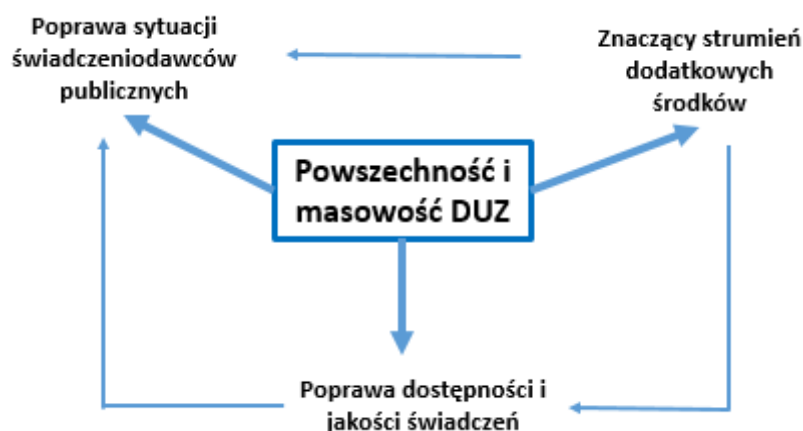 Poprawa sytuacji
świadczeniodawców
publicznych
Znaczący strumień
dodatkowych
środków
Powszechność i
masowość DUZ
Poprawa dostępności i
jakości świadczeń